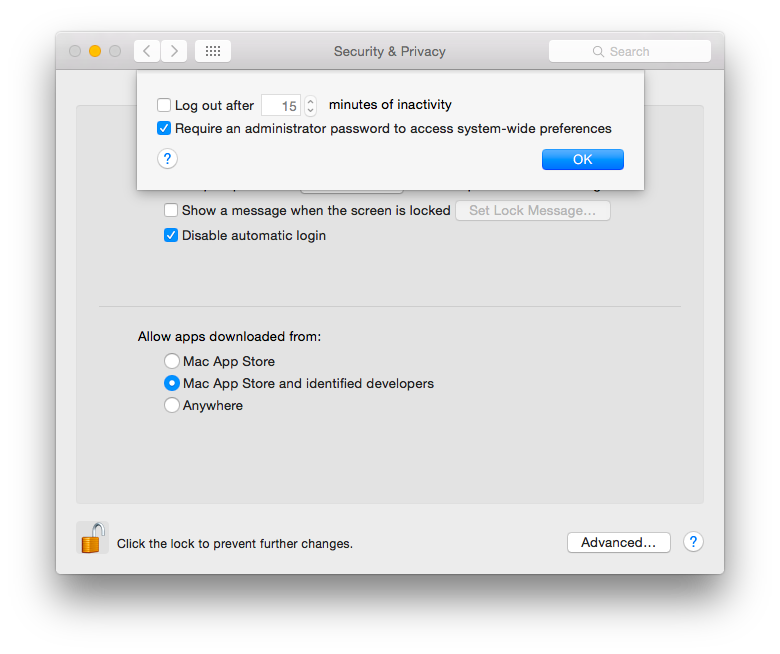 Security & Privacy
Search
Log out after 15 minutes of inactivity
Require an administrator password to access system-wide preferences
?
OK
Show a message when the screen is locked Set Lock Message...
Disable automatic login
Allow apps downloaded from:
Mac App Store
Mac App Store and identified developers
Anywhere
Click the lock to prevent further changes.
Advanced...
?